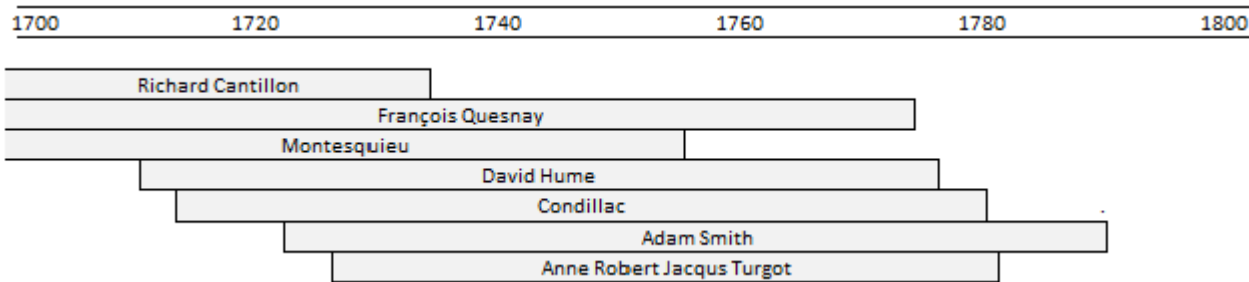 1700 1720 1740 1760 1780 1800
Richard Cantillon
François Quesnay
Montesquieu
David Hume
Condillac
Adam Smith
Anne Robert Jacqus Turgot